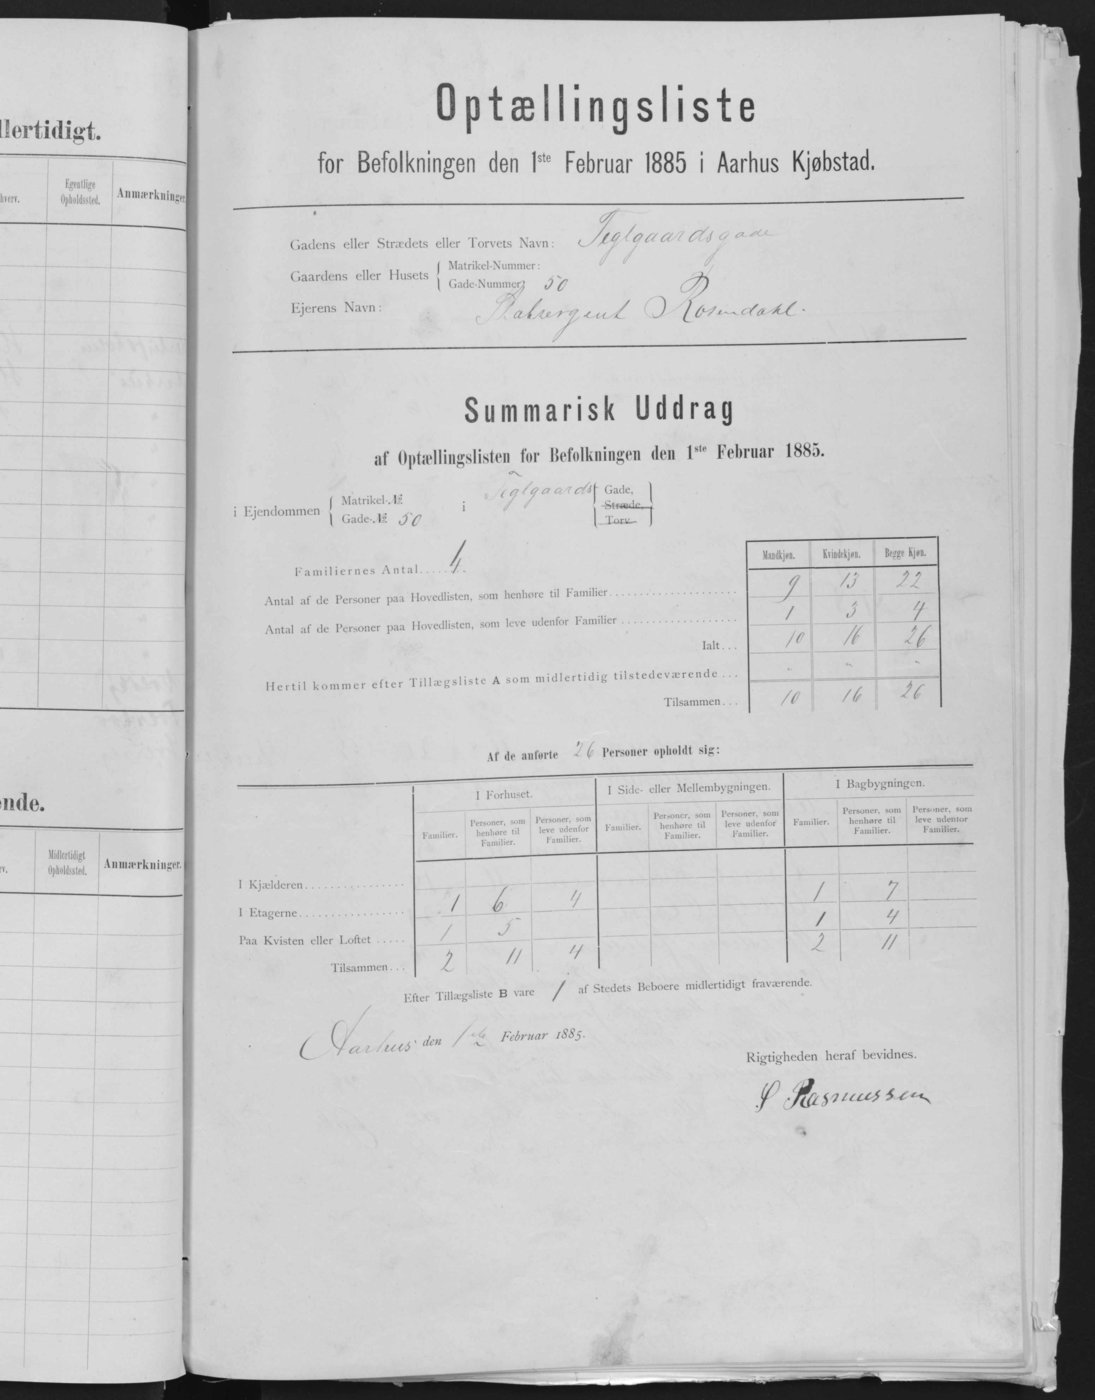 llertidigt.
hverv.
Egentlige
Opholdssted.
Anmærkninger.
nde.
rv.
Midlertidigt
Opholdssted.
Anmærkninger.
Optællingsliste
for Befolkningen den 1ste Februar 1885 i Aarhus Kjøbstad.
Gadens eller Strædets eller Torvets Navn: Teglgaardsgade
Gaardens eller Husets { Matrikel-Nummer:
Gade-Nummer: 50
Ejerens Navn: Rosendahl.
Summarisk Uddrag
af Optællingslisten for Befolkningen den 1ste Februar 1885.
i Ejendommen { Matrikel-№
Gade-№ 50
i Teglgaards { Gade, Stræde, Torv }
Mandkjøn. Kvindekjøn. Begge Kjøn.
Familiernes Antal..... 4.
Antal af de Personer paa Hovedlisten, som henhøre til Familier 9 13 22
Antal af de Personer paa Hovedlisten, som leve udenfor Familier 1 3 4
Ialt... 10 16 26
Hertil kommer efter Tillægsliste A som midlertidig tilstedeværende ... " " "
Tilsammen... 10 16 26
Af de anførte 26 Personer opholdt sig:
I Forhuset. I Side- eller Mellembygningen. I Bagbygningen.
Familier. Personer, som henhøre til Familier. Personer, som leve udenfor Familier. Familier. Personer, som henhøre til Familier. Personer, som leve udenfor Familier. Familier. Personer, som henhøre til Familier. Personer, som leve udenfor Familier.
I Kjælderen
I Etagerne 1 6 4 1 7
Paa Kvisten eller Loftet 1 5 1 4
Tilsammen... 2 11 4 2 11
Efter Tillægsliste B vare 1 af Stedets Beboere midlertidigt fraværende.
Aarhus den 1ste Februar 1885.
Rigtigheden heraf bevidnes.
Rasmussen